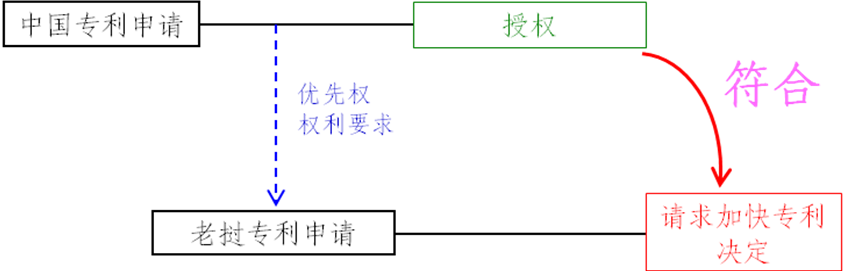 中国专利申请
授权
符合
优先权
权利要求
老挝专利申请
请求加快专利
决定